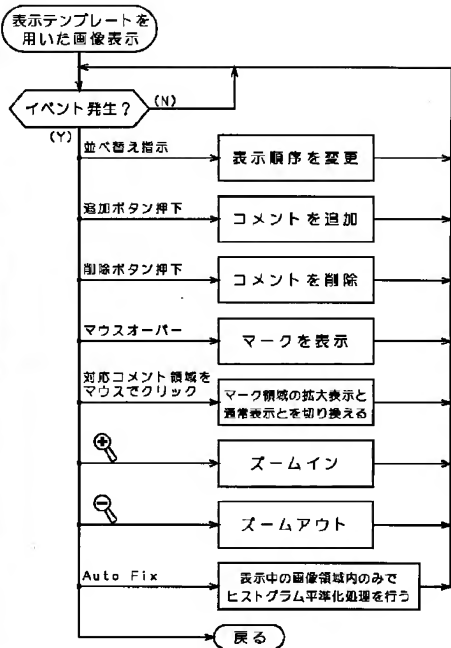 表示テンプレートを
用いた画像表示
イベント発生?
(N)
(Y)
並べ替え指示
表示順序を変更
追加ボタン押下
コメントを追加
削除ボタン押下
コメントを削除
マウスオーバー
マークを表示
対応コメント領域を
マウスでクリック
マーク領域の拡大表示と
通常表示とを切り換える
ズームイン
ズームアウト
Auto Fix
表示中の画像領域内のみで
ヒストグラム平準化処理を行う
戻る